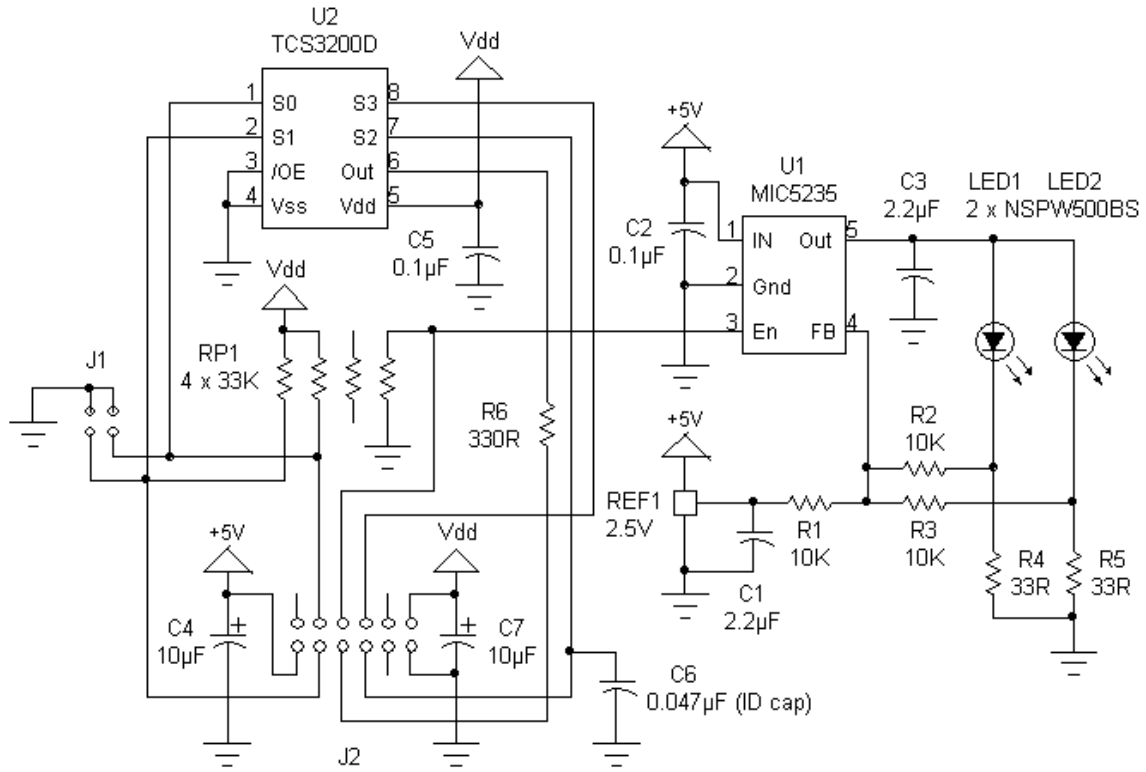 U2
TCS3200D
Vdd
1 S0 S3 8
2 S1 S2 7
3 /OE Out 6
4 Vss Vdd 5
+5V
U1
MIC5235
C3
2.2µF
LED1 LED2
2 x NSPW500BS
C5
0.1µF
C2
0.1µF
1 IN Out 5
2 Gnd
3 En FB 4
Vdd
J1
RP1
4 x 33K
R6
330R
+5V
R2
10K
REF1
2.5V
R1
10K
R3
10K
+5V
Vdd
R4
33R
R5
33R
C1
2.2µF
C4
+
10µF
+
C7
10µF
C6
0.047µF (ID cap)
J2